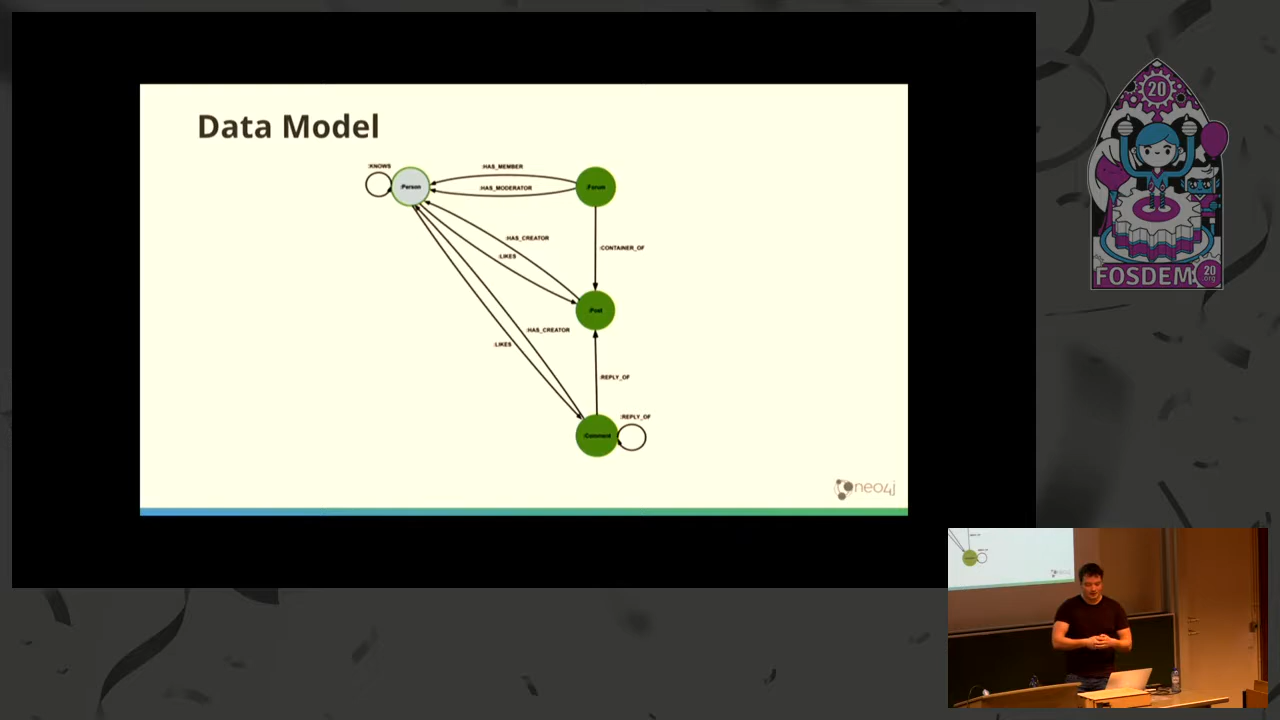 Data Model
:KNOWS
:HAS_MEMBER
:Person
:HAS_MODERATOR
:Forum
:HAS_CREATOR
:CONTAINER_OF
:LIKES
:Post
:HAS_CREATOR
:LIKES
:REPLY_OF
:REPLY_OF
:Comment
neo4j
20
FOSDEM
20
.org